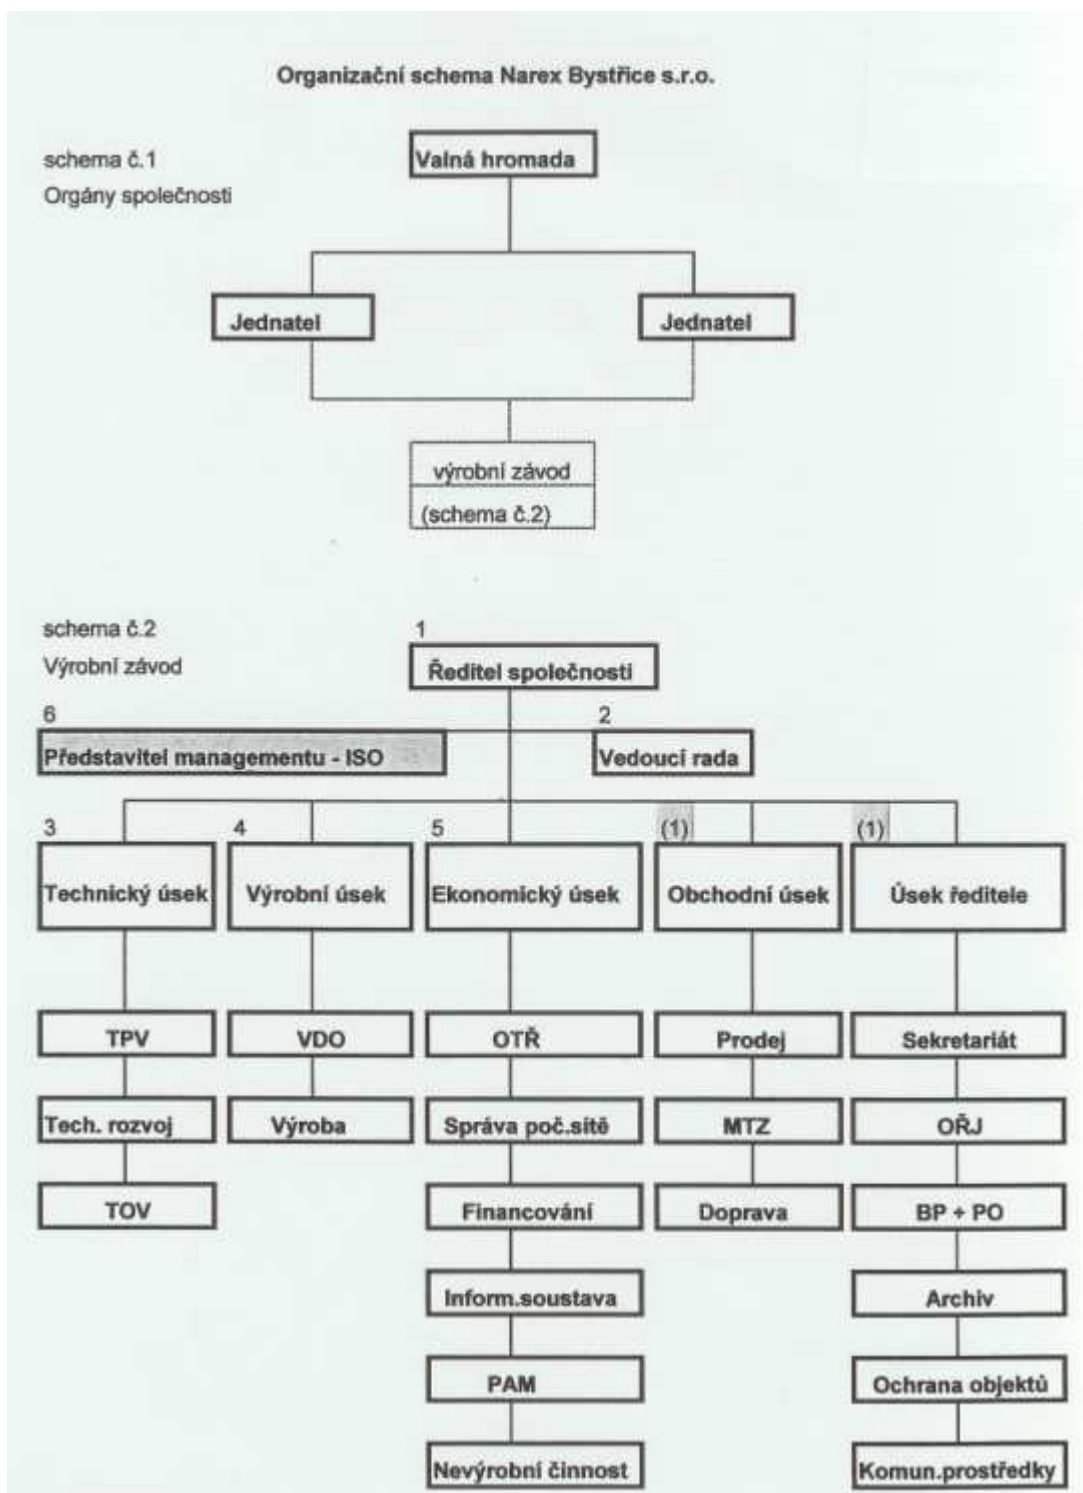 Organizační schema Narex Bystřice s.r.o.
schema č.1
Valná hromada
Orgány společnosti
Jednatel
Jednatel
výrobní závod
(schema č.2)
schema č.2
1
Výrobní závod
Ředitel společnosti
6
2
Představitel managementu - ISO
Vedoucí rada
3
4
5
(1)
(1)
Technický úsek
Výrobní úsek
Ekonomický úsek
Obchodní úsek
Úsek ředitele
TPV
VDO
OTŘ
Prodej
Sekretariát
Tech. rozvoj
Výroba
Správa poč.sítě
MTZ
OŘJ
TOV
Financování
Doprava
BP + PO
Inform.soustava
Archiv
PAM
Ochrana objektů
Nevýrobní činnost
Komun.prostředky